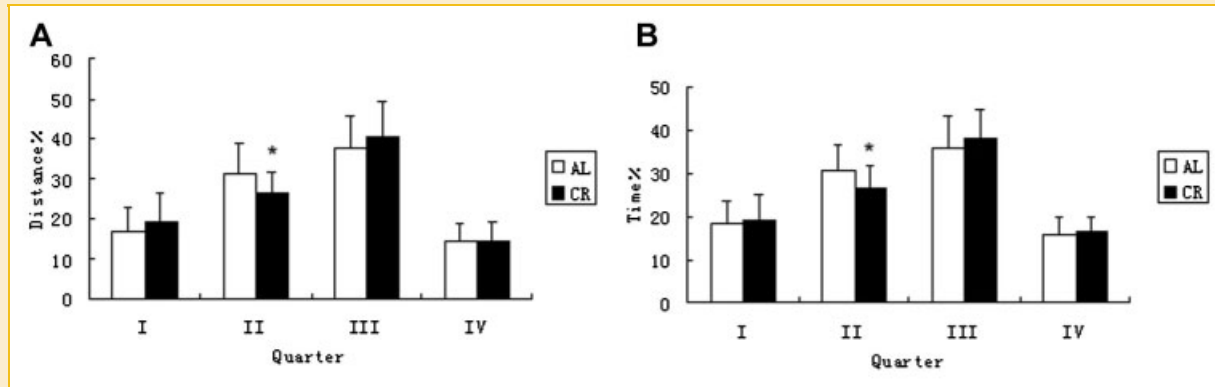 A
Distance%
60
50
40
30
20
10
0
*
I II III IV
Quarter
AL
CR
B
Time%
50
40
30
20
10
0
*
I II III IV
Quarter
AL
CR